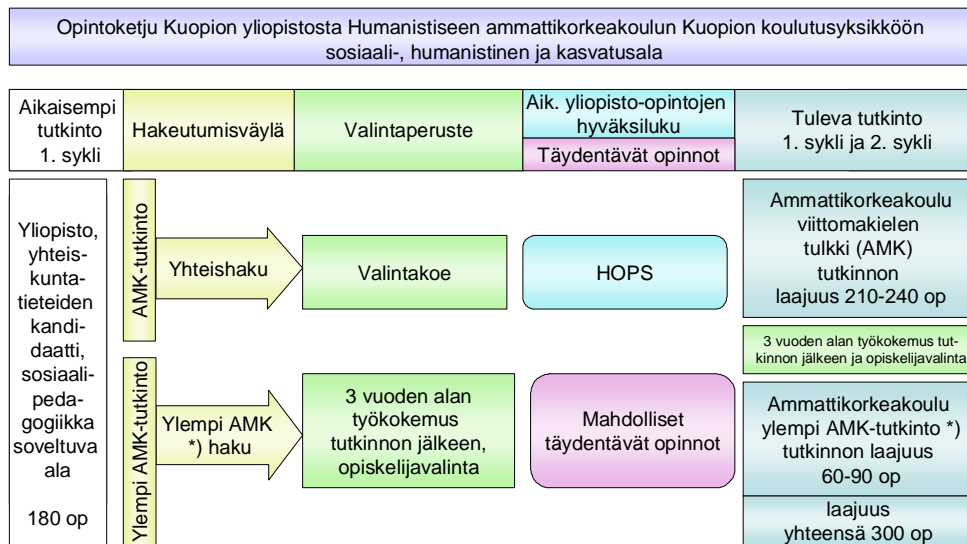 Opintoketju Kuopion yliopistosta Humanistiseen ammattikorkeakoulun Kuopion koulutusyksikköön
sosiaali-, humanistinen ja kasvatusala
Aikaisempi
tutkinto
1. sykli
Hakeutumisväylä
Valintaperuste
Aik. yliopisto-opintojen
hyväksiluku
Täydentävät opinnot
Tuleva tutkinto
1. sykli ja 2. sykli
Yliopisto,
yhteis-
kunta-
tieteiden
kandi-
daatti,
sosiaali-
peda-
gogiikka
soveltuva
ala
180 op
AMK-tutkinto
Yhteishaku
Valintakoe
HOPS
Ammattikorkeakoulu
viittomakielen
tulkki (AMK)
tutkinnon
laajuus 210-240 op
3 vuoden alan työkokemus tut-
kinnon jälkeen ja opiskelijavalinta
Ylempi AMK-tutkinto
Ylempi AMK
*) haku
3 vuoden alan
työkokemus
tutkinnon jälkeen,
opiskelijavalinta
Mahdolliset
täydentävät opinnot
Ammattikorkeakoulu
ylempi AMK-tutkinto *)
tutkinnon laajuus
60-90 op
laajuus
yhteensä 300 op